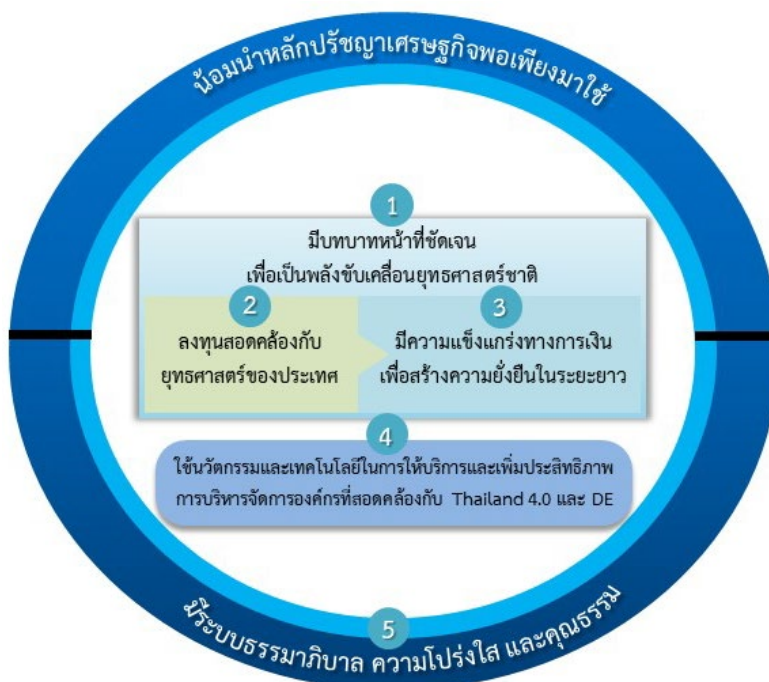 น้อมนำหลักปรัชญาเศรษฐกิจพอเพียงมาใช้
1
มีบทบาทหน้าที่ชัดเจน
เพื่อเป็นพลังขับเคลื่อนยุทธศาสตร์ชาติ
2
ลงทุนสอดคล้องกับ
ยุทธศาสตร์ของประเทศ
3
มีความแข็งแกร่งทางการเงิน
เพื่อสร้างความยั่งยืนในระยะยาว
4
ใช้นวัตกรรมและเทคโนโลยีในการให้บริการและเพิ่มประสิทธิภาพ
การบริหารจัดการองค์กรที่สอดคล้องกับ Thailand 4.0 และ DE
5
มีระบบธรรมาภิบาล ความโปร่งใส และคุณธรรม